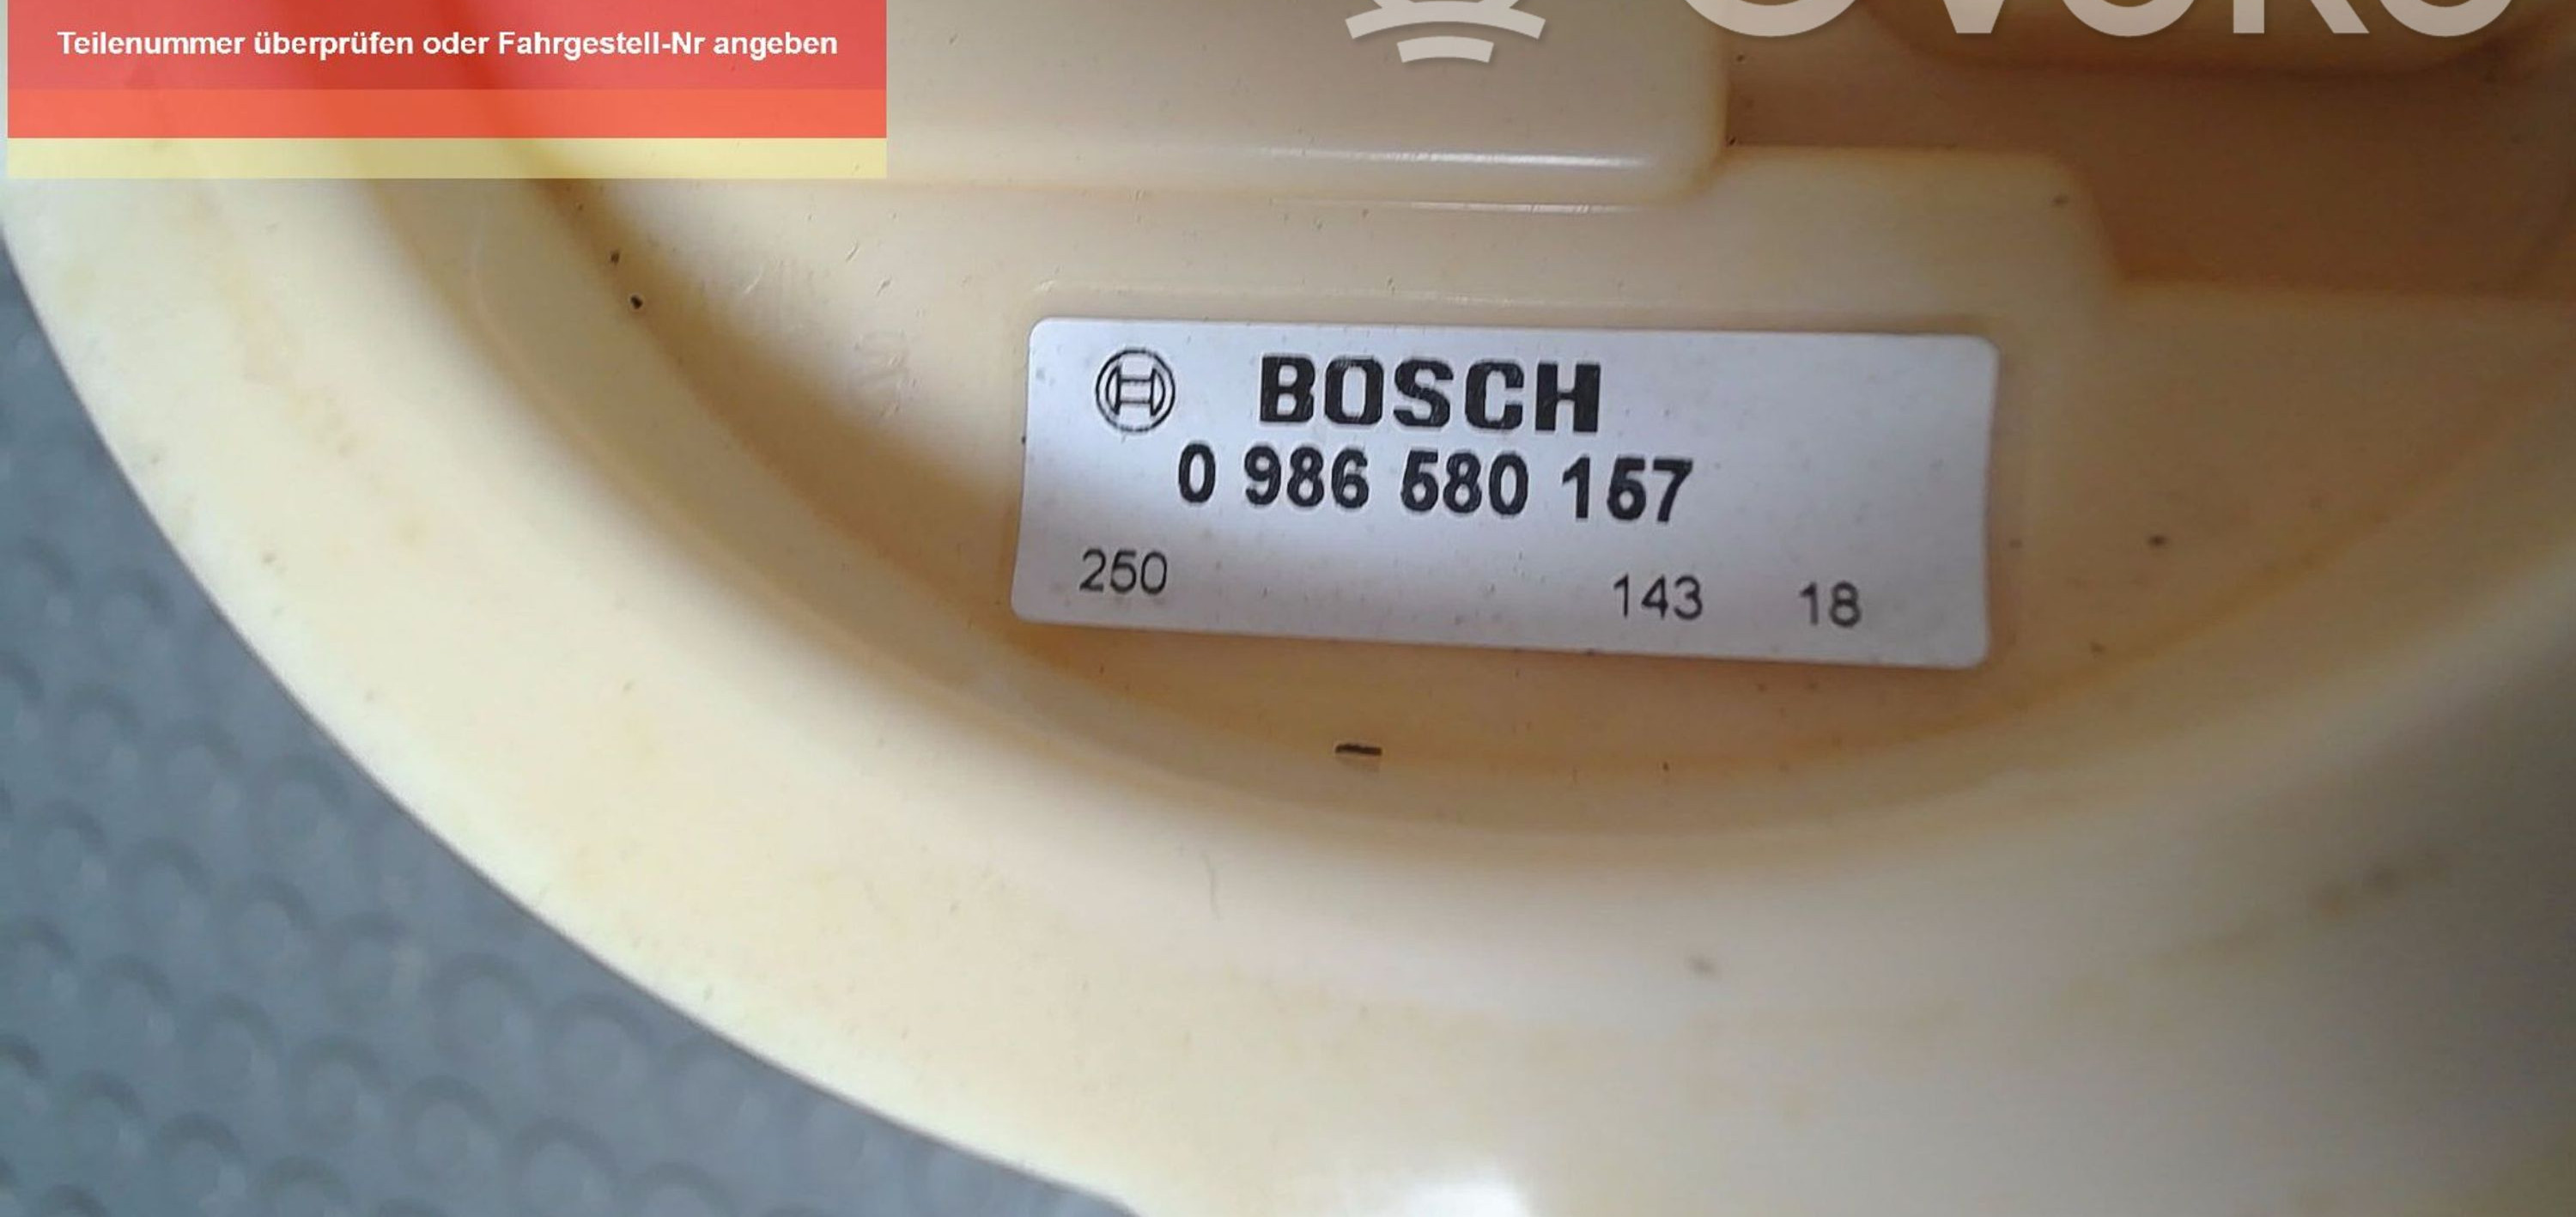 Teilenummer überprüfen oder Fahrgestell-Nr angeben
BOSCH
0 986 580 157
250 143 18